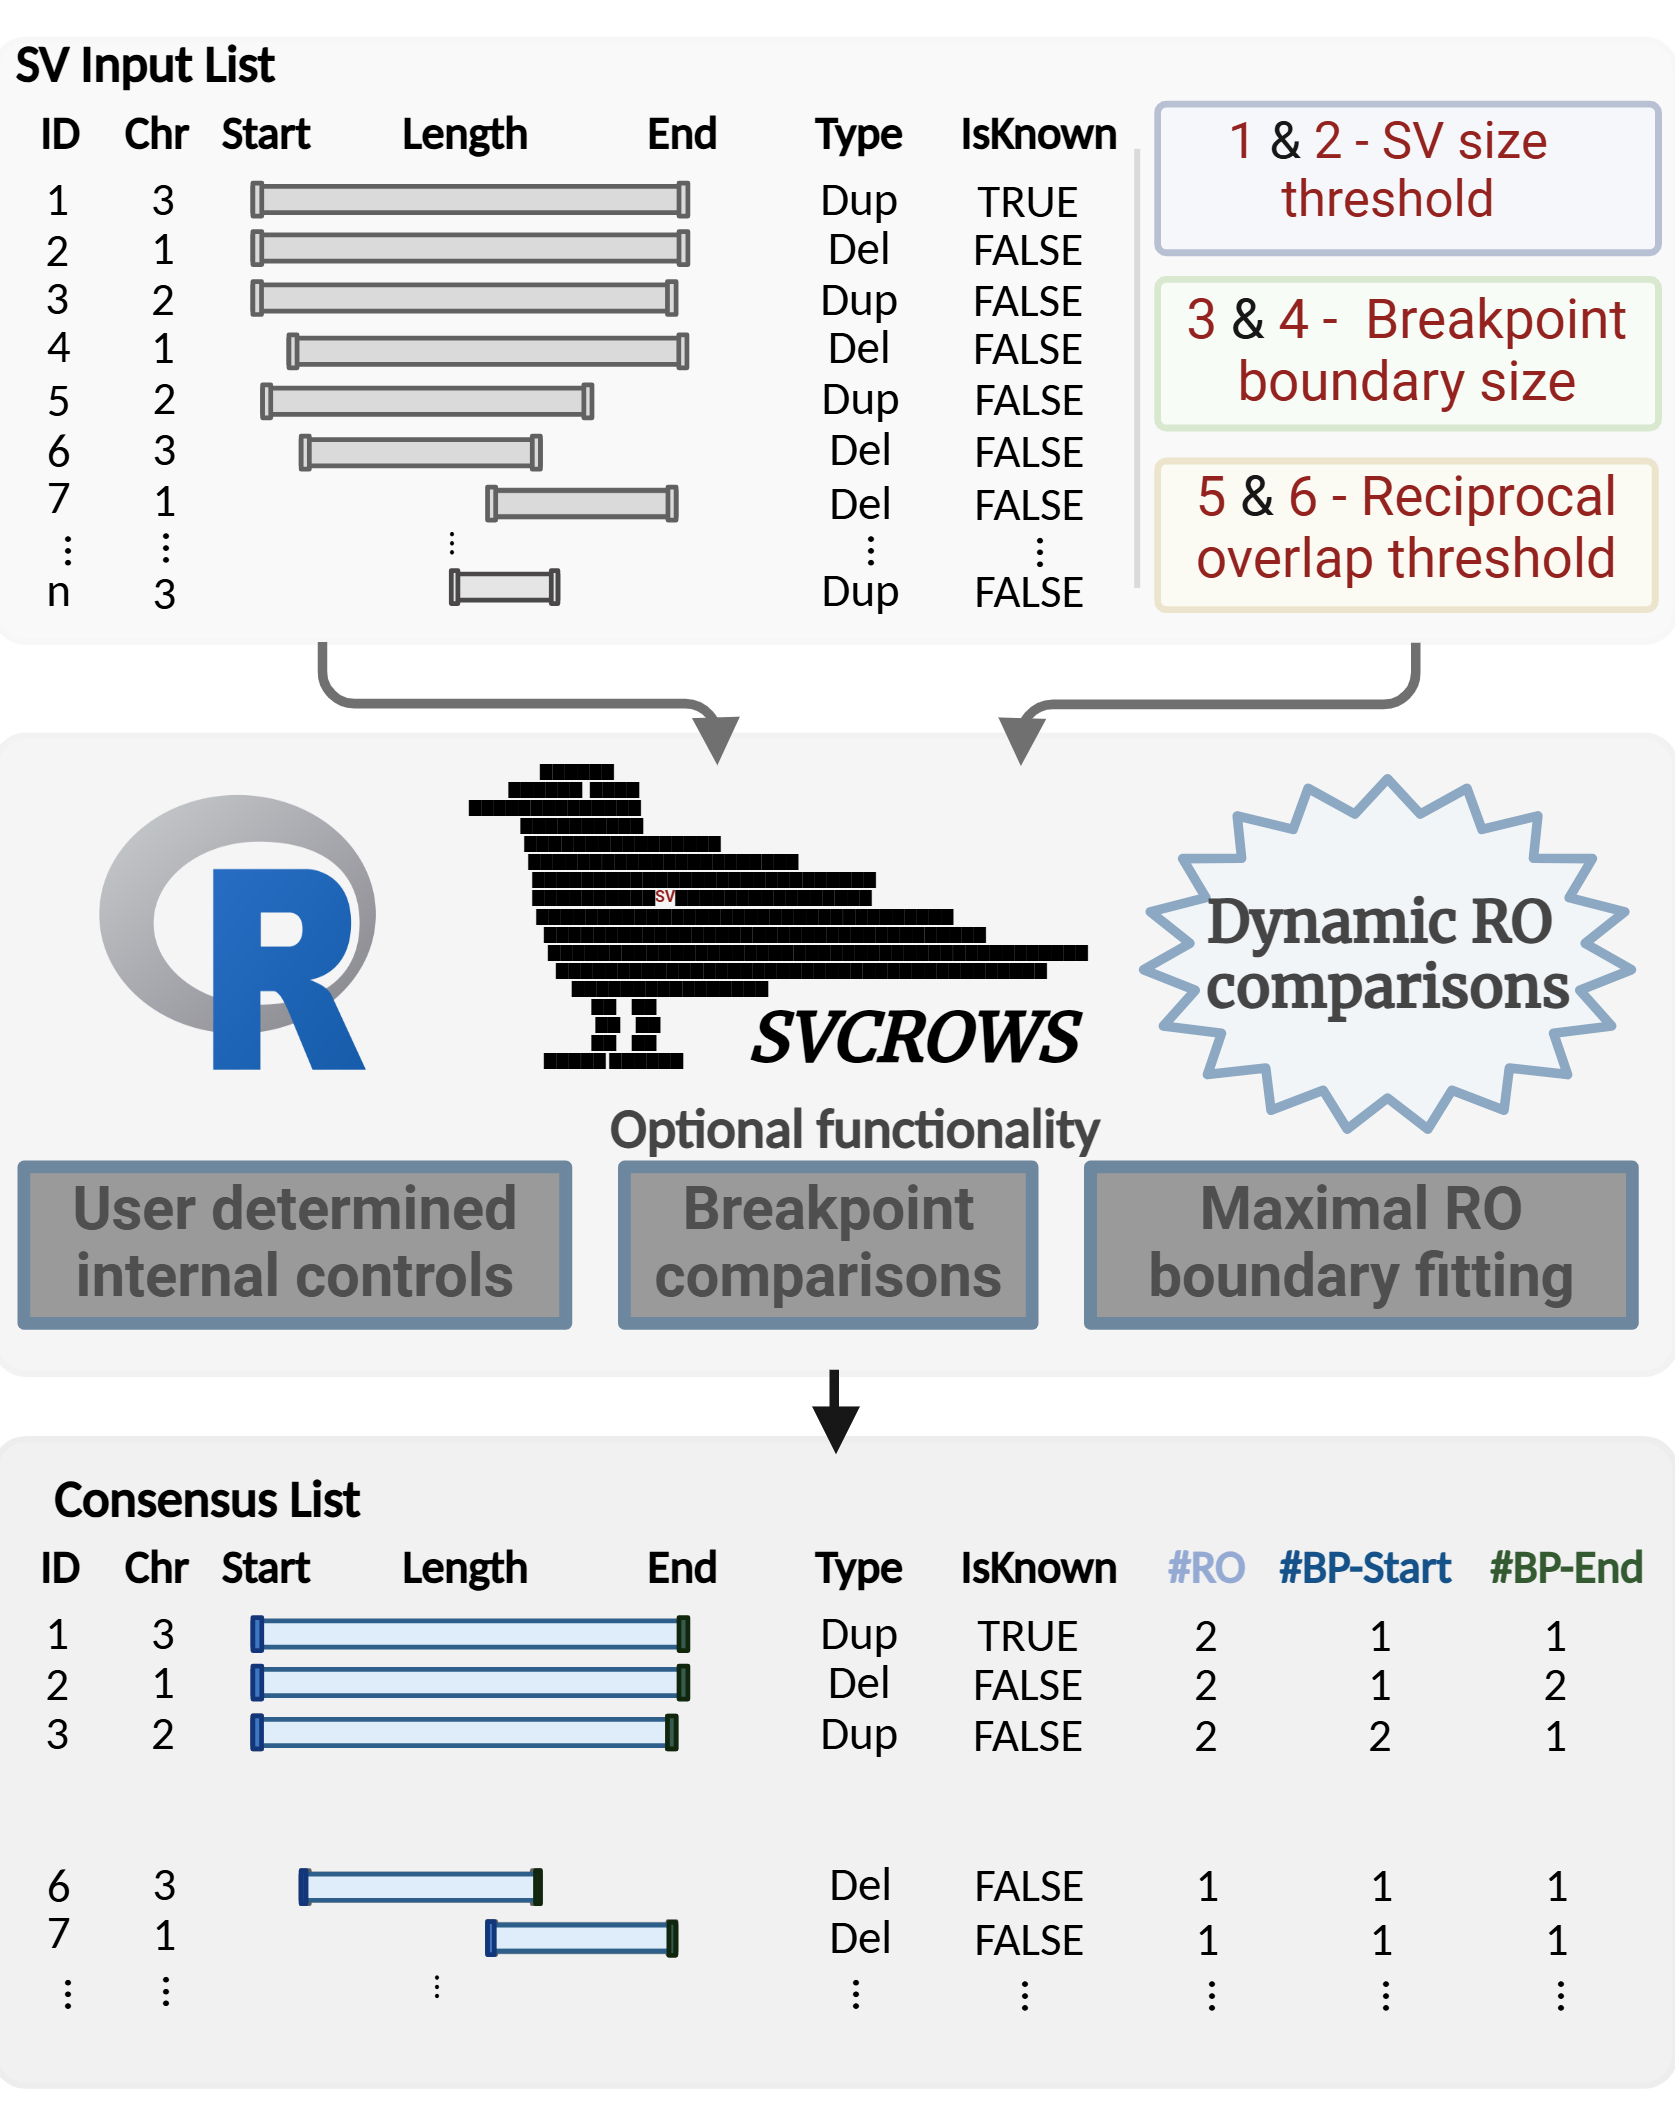 SV Input List
ID Chr Start Length End Type IsKnown
1 3 Dup TRUE
2 1 Del FALSE
3 2 Dup FALSE
4 1 Del FALSE
5 2 Dup FALSE
6 3 Del FALSE
7 1 Del FALSE
⋮ ⋮ ⋮ ⋮ ⋮
n 3 Dup FALSE
1 & 2 - SV size
threshold
3 & 4 - Breakpoint
boundary size
5 & 6 - Reciprocal
overlap threshold
R
SV
SVCROWS
Dynamic RO
comparisons
Optional functionality
User determined
internal controls
Breakpoint
comparisons
Maximal RO
boundary fitting
Consensus List
ID Chr Start Length End Type IsKnown #RO #BP-Start #BP-End
1 3 Dup TRUE 2 1 1
2 1 Del FALSE 2 1 2
3 2 Dup FALSE 2 2 1
6 3 Del FALSE 1 1 1
7 1 Del FALSE 1 1 1
⋮ ⋮ ⋮ ⋮ ⋮ ⋮ ⋮ ⋮